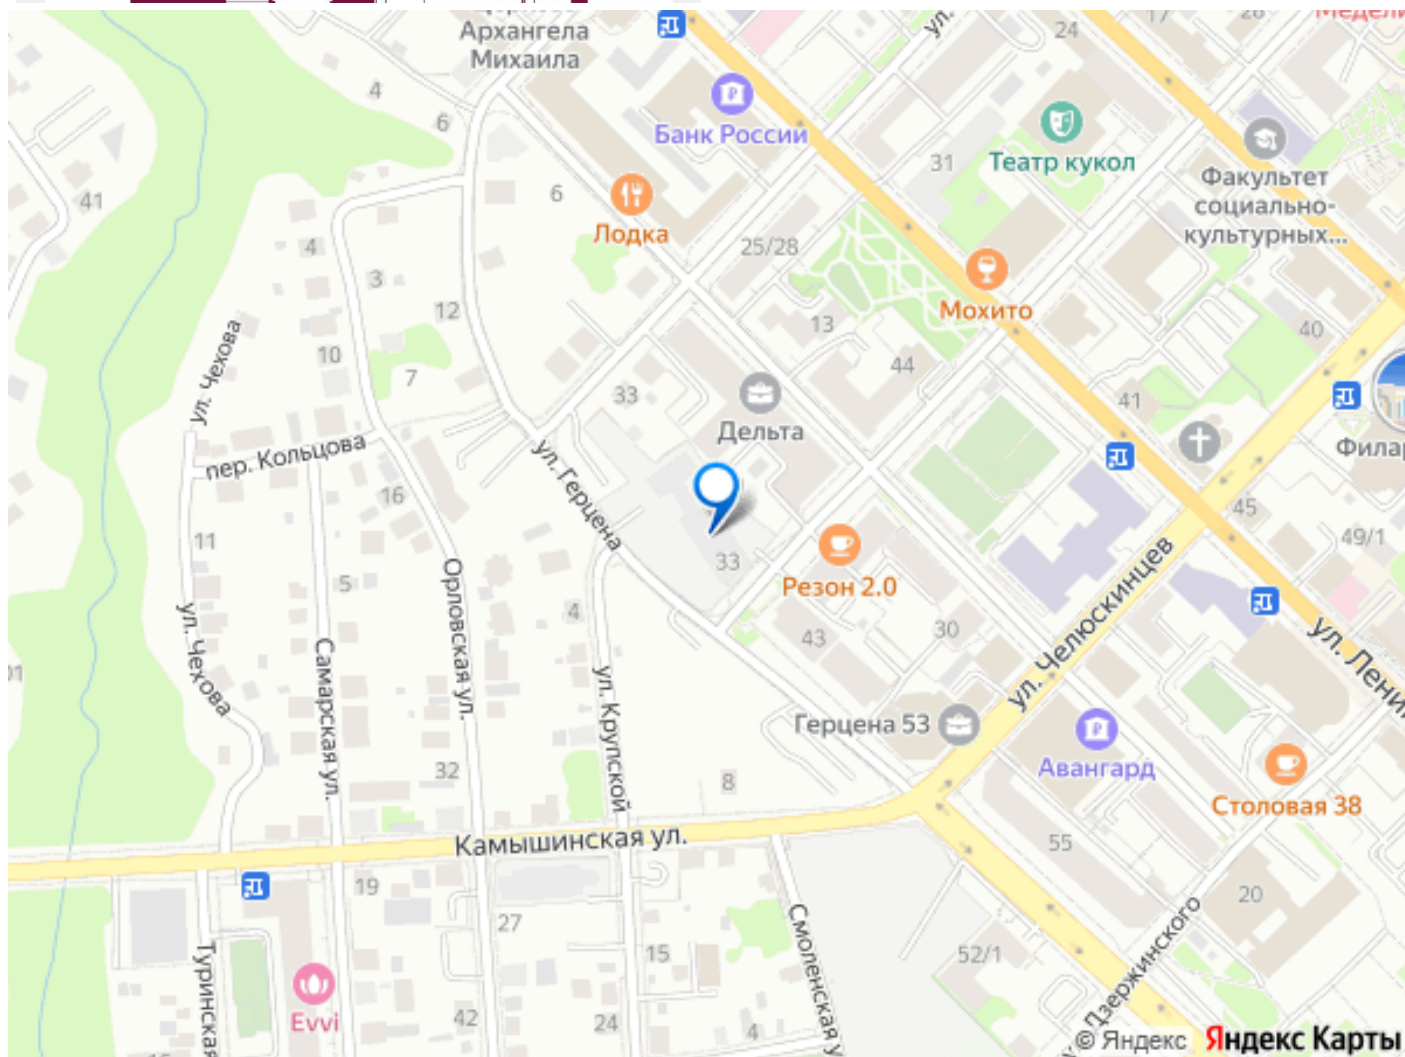 Архангела
Михаила
4
6
Банк России
24
17
28
31
Театр кукол
Факультет
социально-
культурных...
41
6
Лодка
25/28
4
3
12
Мохито
13
40
ул. Чехова
10
7
33
44
41
Дельта
Филар
пер. Кольцова
ул. Герцена
16
45
49/1
11
33
Резон 2.0
5
Орловская ул.
4
43
30
ул. Челюскинцев
ул. Чехова
Самарская ул.
ул. Крупской
ул. Ленин
Герцена 53
32
8
Авангард
Столовая 38
Камышинская ул.
55
19
20
27
Смоленская у
Дзержинского
Туринская
15
52/1
Evvi
42
24
4
© Яндекс Яндекс Карты